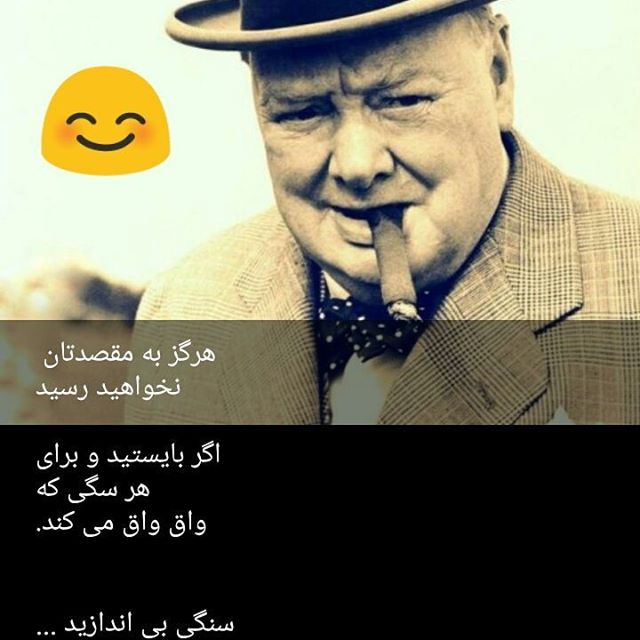 هرگز به مقصدتان
نخواهید رسید
اگر بایستید و برای
هر سگی که
واق واق می کند.
سنگی بی اندازید ...